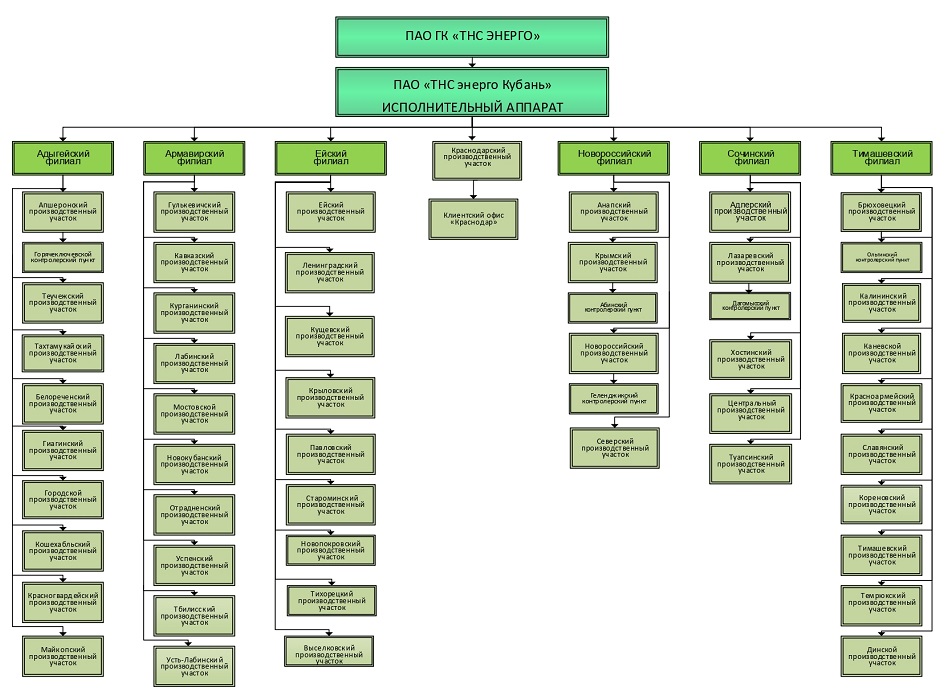 ПАО ГК «ТНС ЭНЕРГО»
ПАО «ТНС энерго Кубань»
ИСПОЛНИТЕЛЬНЫЙ АППАРАТ
Адыгейский
филиал
Апшеронский
производственный
участок
Горячеключевской
контролерский пункт
Теучежский
производственный
участок
Тахтамукайский
производственный
участок
Белореченский
производственный
участок
Гиагинский
производственный
участок
Городской
производственный
участок
Кошехабльский
производственный
участок
Красногвардейский
производственный
участок
Майкопский
производственный
участок
Армавирский
филиал
Гулькевичский
производственный
участок
Кавказский
производственный
участок
Курганинский
производственный
участок
Лабинский
производственный
участок
Мостовской
производственный
участок
Новокубанский
производственный
участок
Отрадненский
производственный
участок
Успенский
производственный
участок
Тбилисский
производственный
участок
Усть-Лабинский
производственный
участок
Ейский
филиал
Ейский
производственный
участок
Ленинградский
производственный
участок
Кущевский
производственный
участок
Крыловский
производственный
участок
Павловский
производственный
участок
Староминский
производственный
участок
Новопокровский
производственный
участок
Тихорецкий
производственный
участок
Выселковский
производственный
участок
Краснодарский
производственный
участок
Клиентский офис
«Краснодар»
Новороссийский
филиал
Анапский
производственный
участок
Крымский
производственный
участок
Абинский
контролерский пункт
Новороссийский
производственный
участок
Геленджикский
контролерский пункт
Северский
производственный
участок
Сочинский
филиал
Адлерский
производственный
участок
Лазаревский
производственный
участок
Дагомысский
контролерский пункт
Хостинский
производственный
участок
Центральный
производственный
участок
Туапсинский
производственный
участок
Тимашевский
филиал
Брюховецкий
производственный
участок
Ольгинский
контролерский пункт
Калининский
производственный
участок
Каневской
производственный
участок
Красноармейский
производственный
участок
Славянский
производственный
участок
Кореновский
производственный
участок
Тимашевский
производственный
участок
Темрюкский
производственный
участок
Динской
производственный
участок